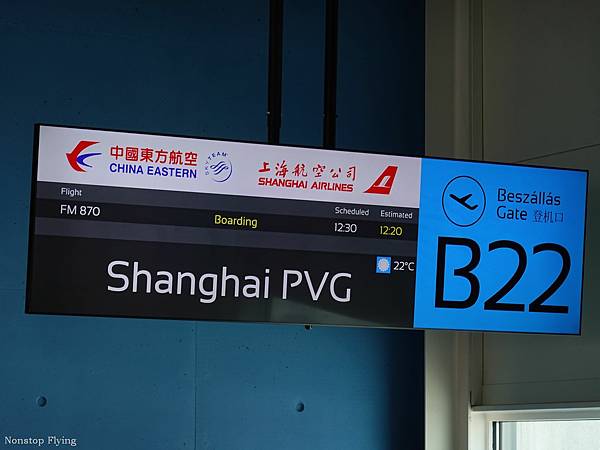 中國東方航空
CHINA EASTERN
SKYTEAM
上海航空公司
SHANGHAI AIRLINES
Flight
Scheduled
Estimated
FM 870
Boarding
12:30
12:20
22°C
Shanghai PVG
Beszállás
Gate 登机口
B22
Nonstop Flying